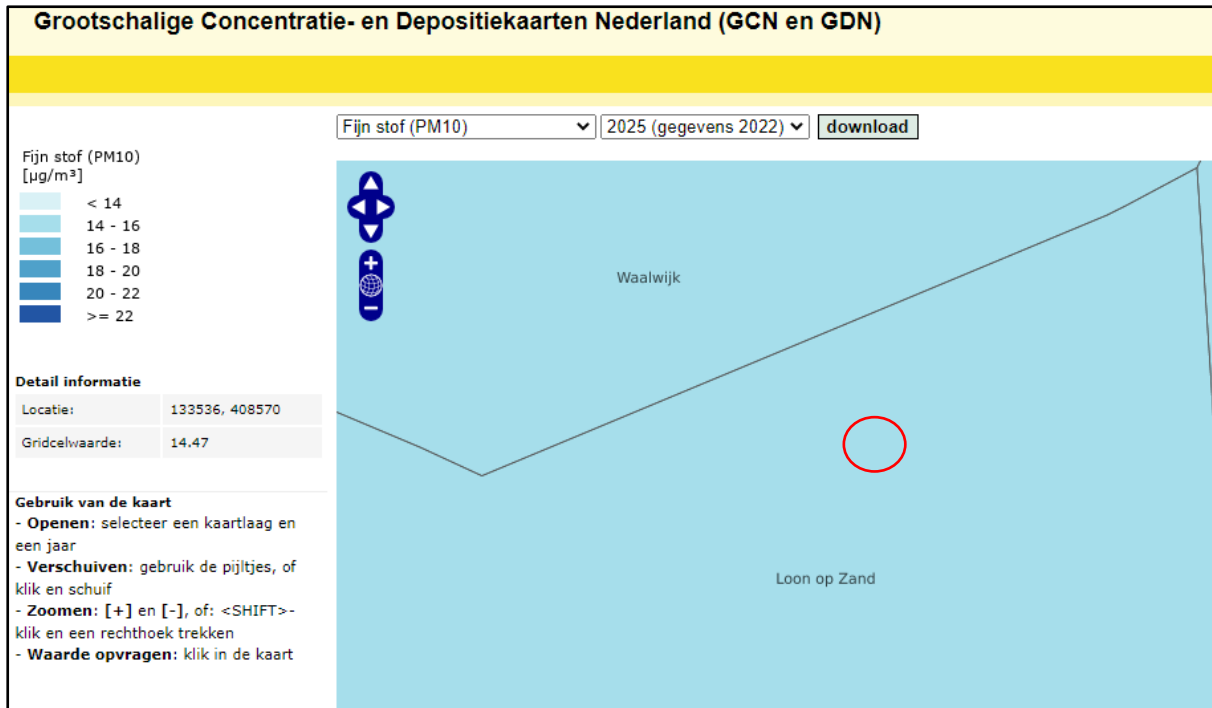 Grootschalige Concentratie- en Depositiekaarten Nederland (GCN en GDN)
Fijn stof (PM10) 2025 (gegevens 2022) download
Fijn stof (PM10)
[µg/m³]
< 14
14 - 16
16 - 18
18 - 20
20 - 22
>= 22
Detail informatie
Locatie: 133536, 408570
Gridcelwaarde: 14.47
Gebruik van de kaart
- Openen: selecteer een kaartlaag en
een jaar
- Verschuiven: gebruik de pijltjes, of
klik en schuif
- Zoomen: [+] en [-], of: <SHIFT>-
klik en een rechthoek trekken
- Waarde opvragen: klik in de kaart
Waalwijk
Loon op Zand